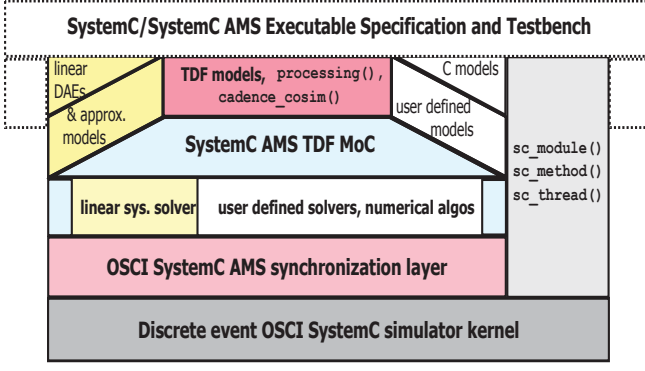 SystemC/SystemC AMS Executable Specification and Testbench
linear
DAEs
& approx.
models
TDF models, processing(),
cadence_cosim()
C models
user defined
models
SystemC AMS TDF MoC
sc_module()
sc_method()
sc_thread()
linear sys. solver
user defined solvers, numerical algos
OSCI SystemC AMS synchronization layer
Discrete event OSCI SystemC simulator kernel